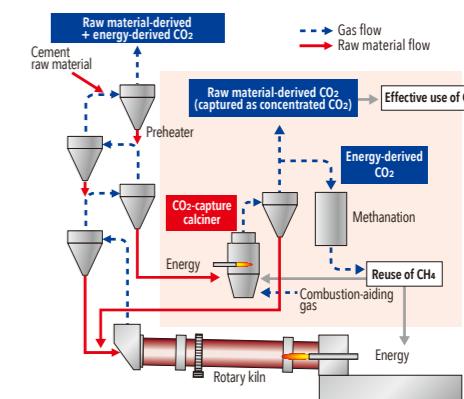 Raw material-derived
+ energy-derived CO₂
Gas flow
Raw material flow
Cement
raw material
Preheater
Raw material-derived CO₂
(captured as concentrated CO₂)
Effective use of
Energy-derived
CO₂
CO₂-capture
calciner
Methanation
Energy
Reuse of CH₄
Combustion-aiding
gas
Energy
Rotary kiln